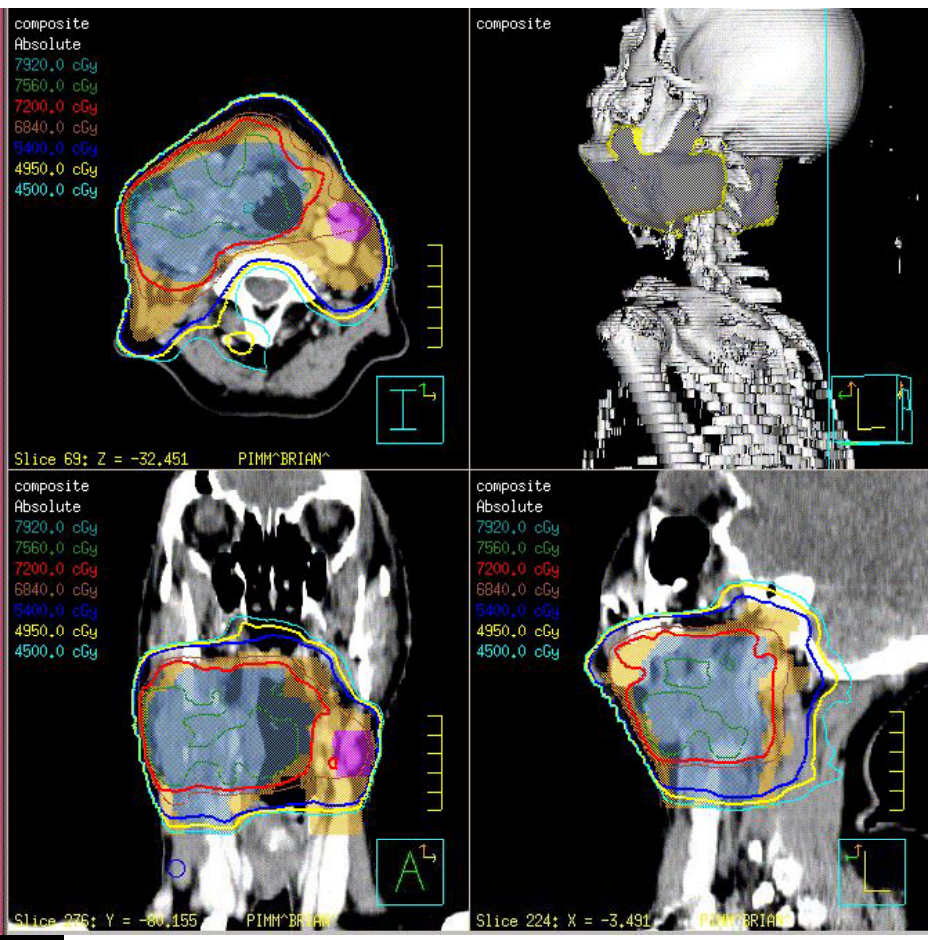 composite
Absolute
7920.0 cGy
7560.0 cGy
7200.0 cGy
6840.0 cGy
5400.0 cGy
4950.0 cGy
4500.0 cGy
I
Slice 69: Z = -32.451 PIMM^BRIAN^
composite
composite
Absolute
7920.0 cGy
7560.0 cGy
7200.0 cGy
6840.0 cGy
5400.0 cGy
4950.0 cGy
4500.0 cGy
A
Slice 276: Y = -80.155 PIMM^BRIAN^
composite
Absolute
7920.0 cGy
7560.0 cGy
7200.0 cGy
6840.0 cGy
5400.0 cGy
4950.0 cGy
4500.0 cGy
L
Slice 224: X = -3.491 PIMM^BRIAN^